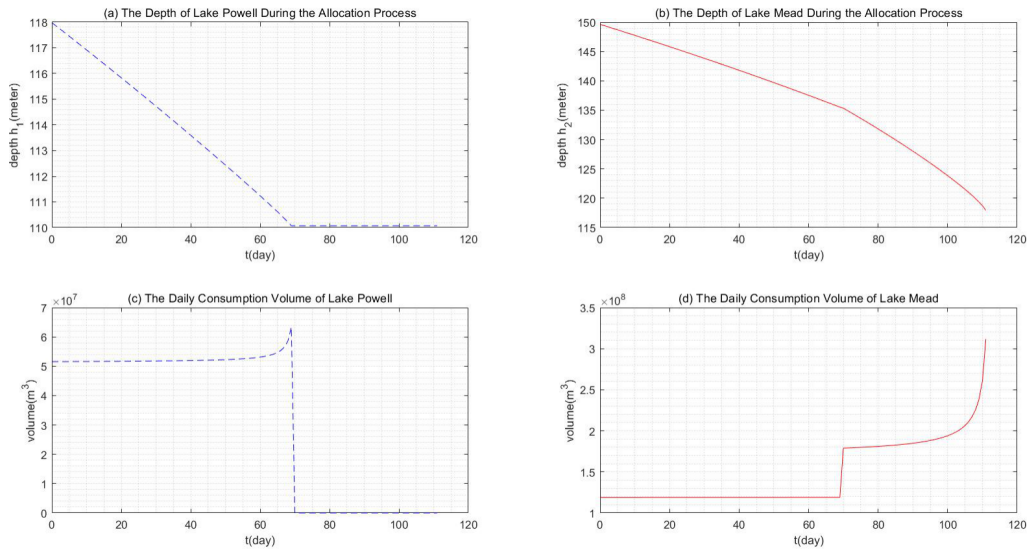 (a) The Depth of Lake Powell During the Allocation Process
118
117
116
115
114
113
112
111
110
depth h1(meter)
0 20 40 60 80 100 120
t(day)
(b) The Depth of Lake Mead During the Allocation Process
150
145
140
135
130
125
120
115
depth h2(meter)
0 20 40 60 80 100 120
t(day)
(c) The Daily Consumption Volume of Lake Powell
×10^7
7
6
5
4
3
2
1
0
volume(m^3)
0 20 40 60 80 100 120
t(day)
(d) The Daily Consumption Volume of Lake Mead
×10^8
3.5
3
2.5
2
1.5
1
volume(m^3)
0 20 40 60 80 100 120
t(day)